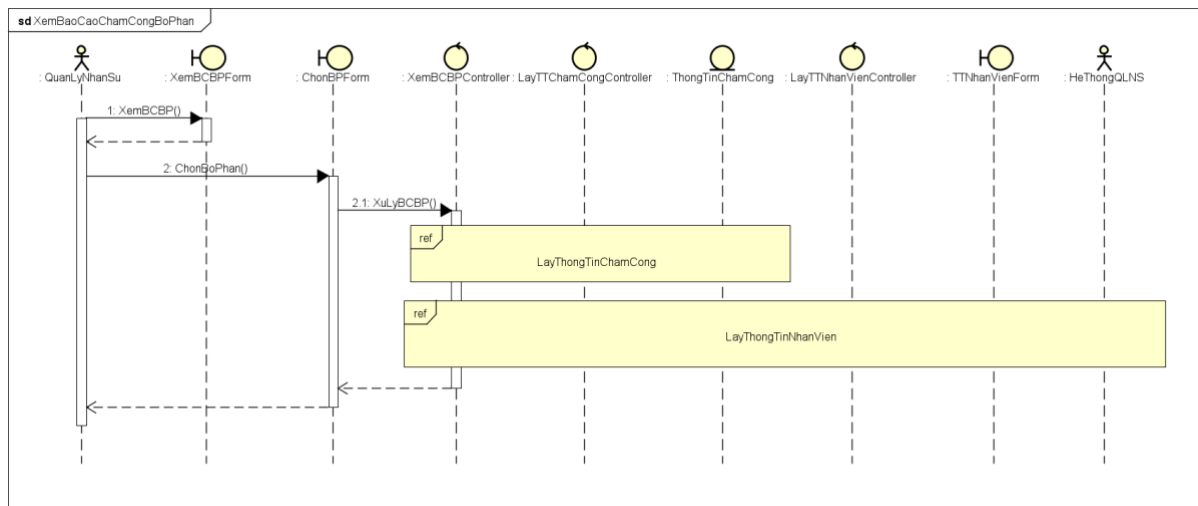 sd XemBaoCaoChamCongBoPhan
: QuanLyNhanSu
: XemBCBPForm
: ChonBPForm
: XemBCBPController
: LayTTChamCongController
: ThongTinChamCong
: LayTTNhanVienController
: TTNhanVienForm
: HeThongQLNS
1: XemBCBP()
2: ChonBoPhan()
2.1: XuLyBCBP()
ref
LayThongTinChamCong
ref
LayThongTinNhanVien